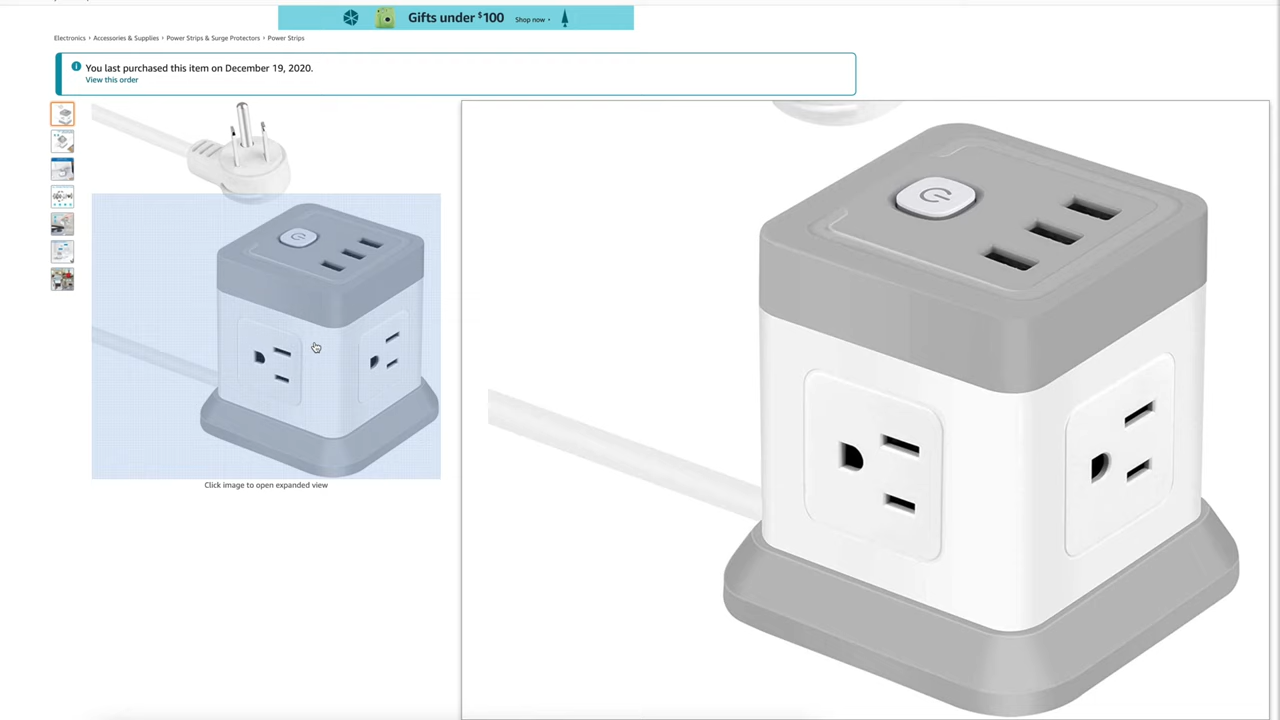 Gifts under $100 Shop now ▸
Electronics › Accessories & Supplies › Power Strips & Surge Protectors › Power Strips
You last purchased this item on December 19, 2020.
View this order
Click image to open expanded view